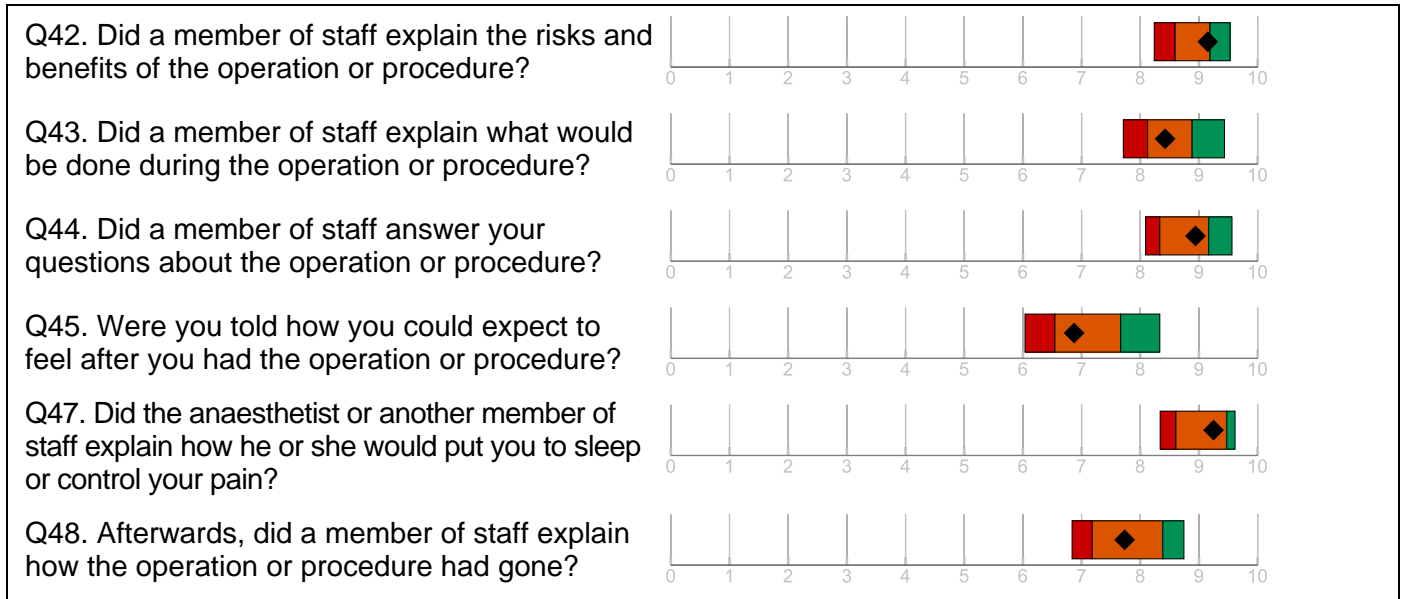 Q42. Did a member of staff explain the risks and
benefits of the operation or procedure?
0 1 2 3 4 5 6 7 8 9 10
Q43. Did a member of staff explain what would
be done during the operation or procedure?
0 1 2 3 4 5 6 7 8 9 10
Q44. Did a member of staff answer your
questions about the operation or procedure?
0 1 2 3 4 5 6 7 8 9 10
Q45. Were you told how you could expect to
feel after you had the operation or procedure?
0 1 2 3 4 5 6 7 8 9 10
Q47. Did the anaesthetist or another member of
staff explain how he or she would put you to sleep
or control your pain?
0 1 2 3 4 5 6 7 8 9 10
Q48. Afterwards, did a member of staff explain
how the operation or procedure had gone?
0 1 2 3 4 5 6 7 8 9 10